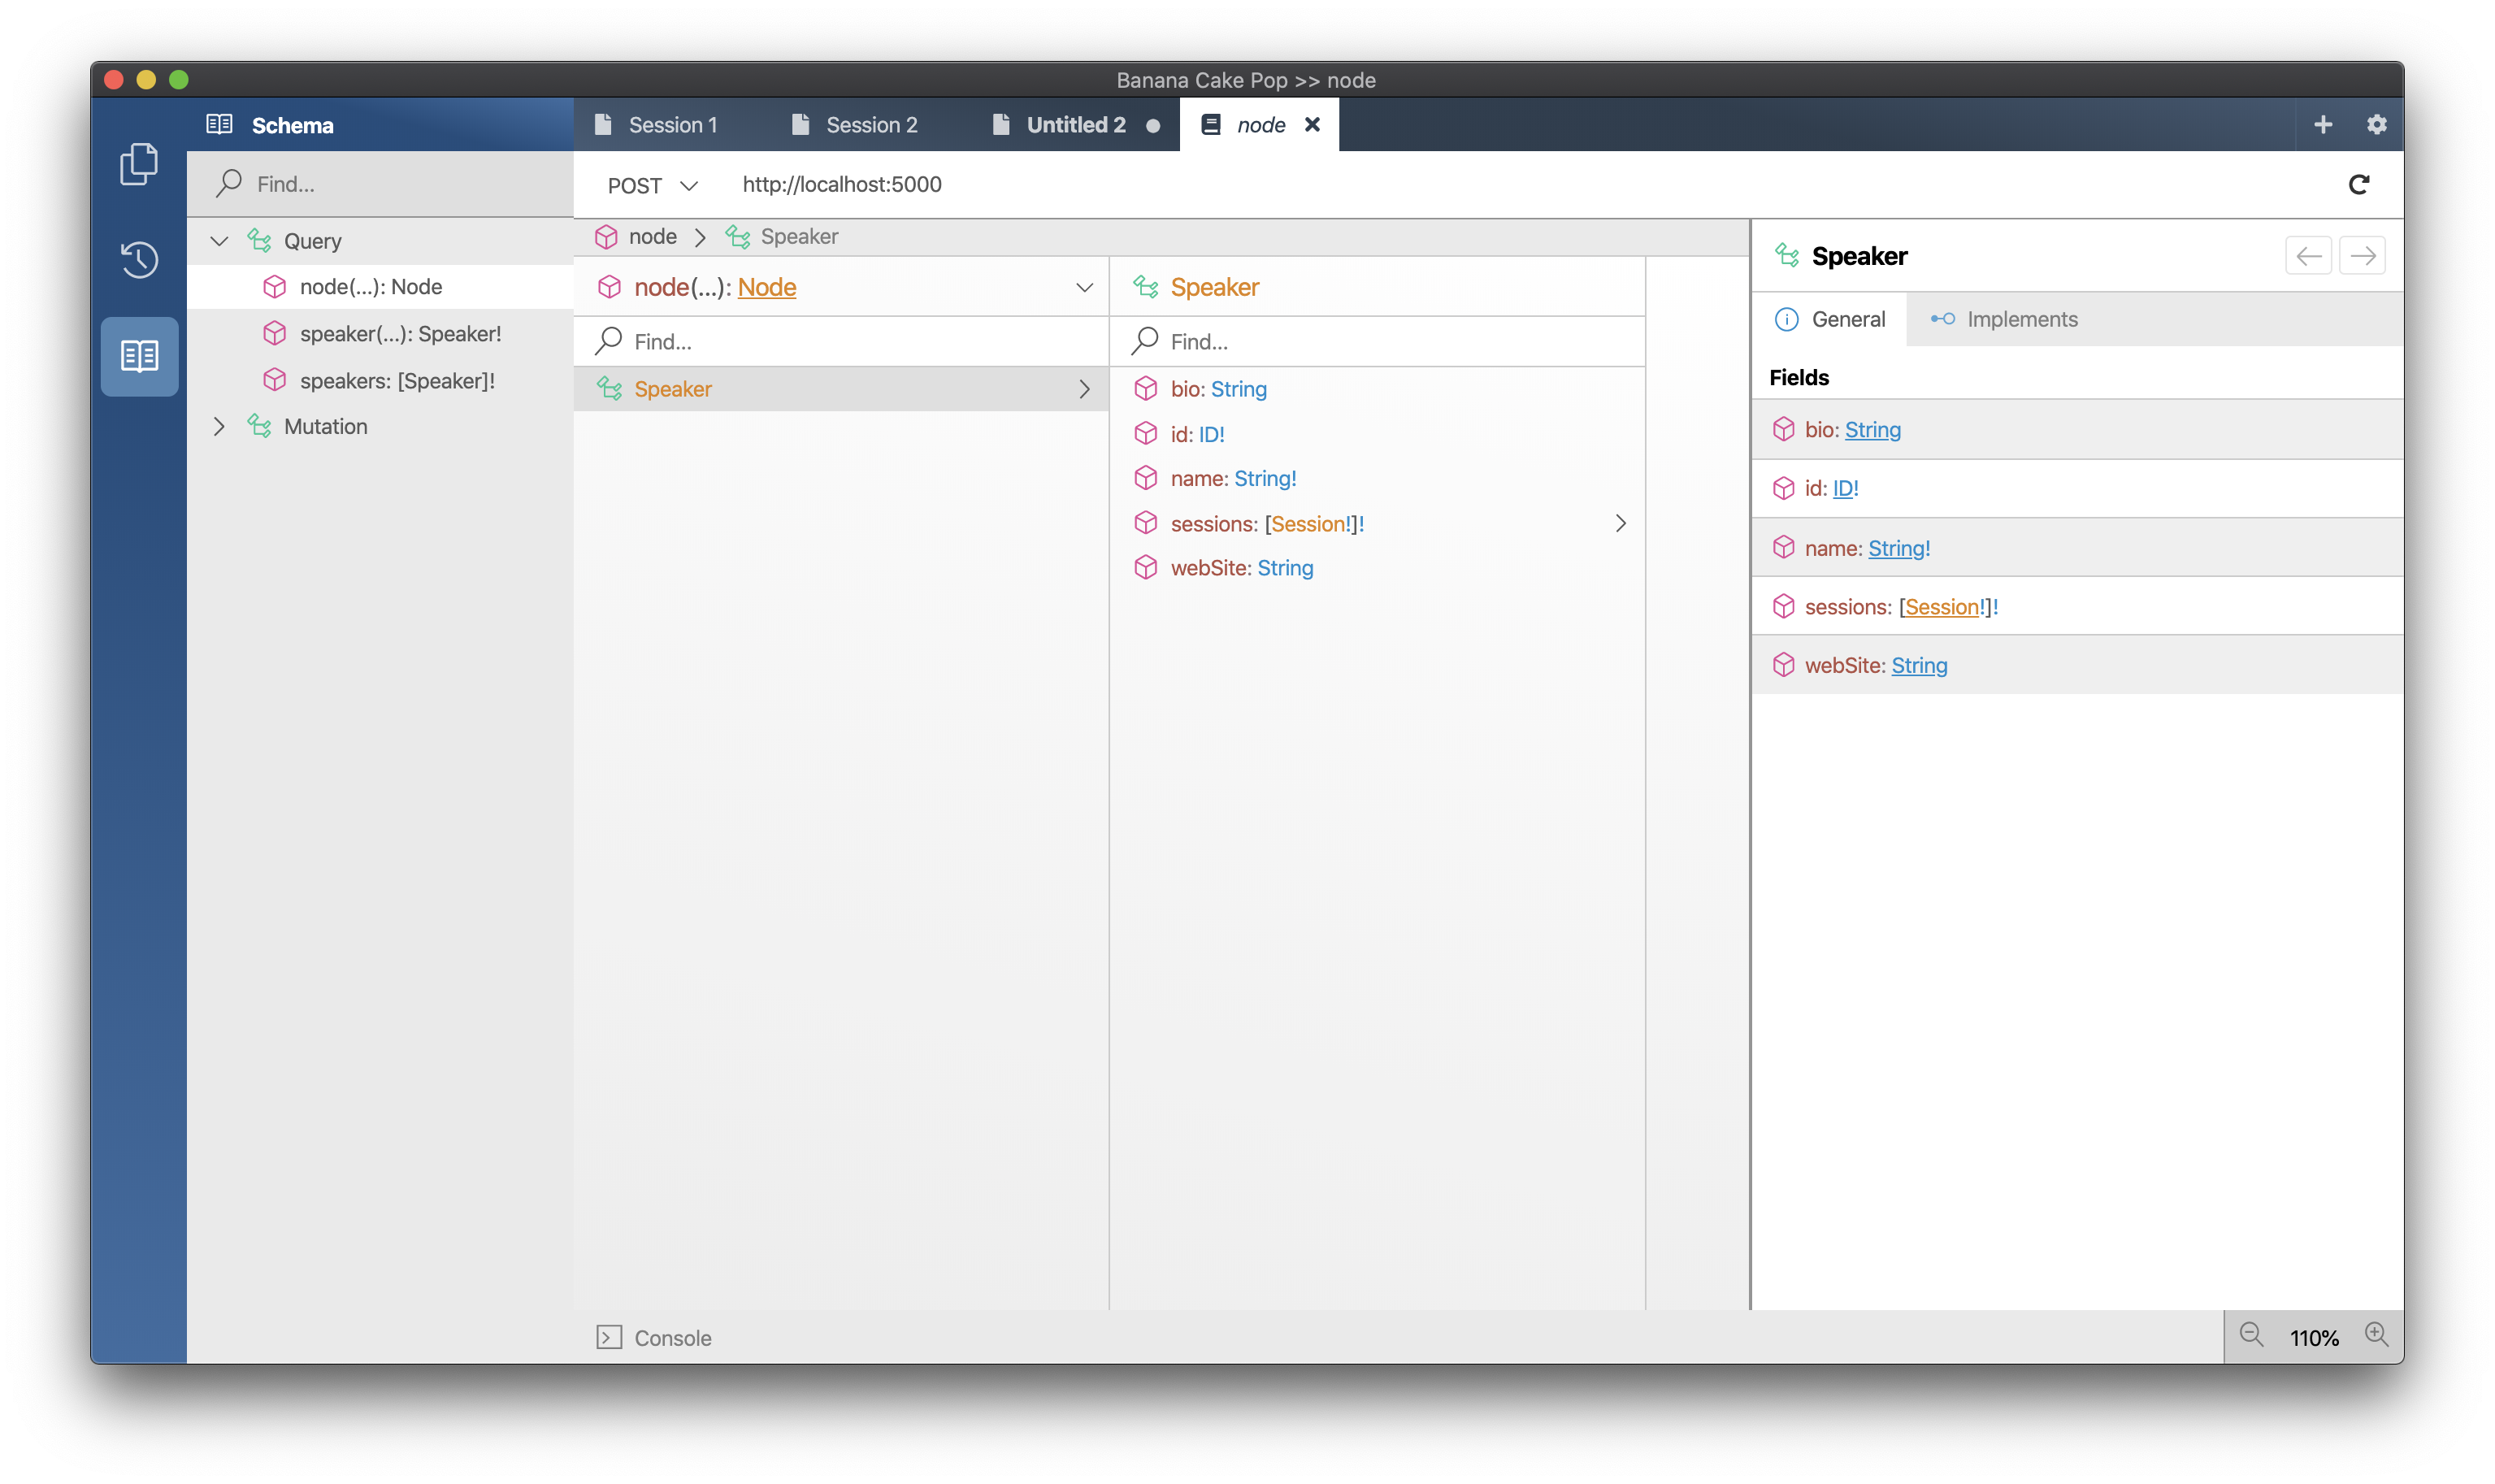 Banana Cake Pop >> node
Schema
Session 1
Session 2
Untitled 2
node
Find...
POST
http://localhost:5000
Query
node(...): Node
speaker(...): Speaker!
speakers: [Speaker]!
Mutation
node
Speaker
node(...): Node
Find...
Speaker
Speaker
Find...
bio: String
id: ID!
name: String!
sessions: [Session!]!
webSite: String
Speaker
General
Implements
Fields
bio: String
id: ID!
name: String!
sessions: [Session!]!
webSite: String
Console
110%